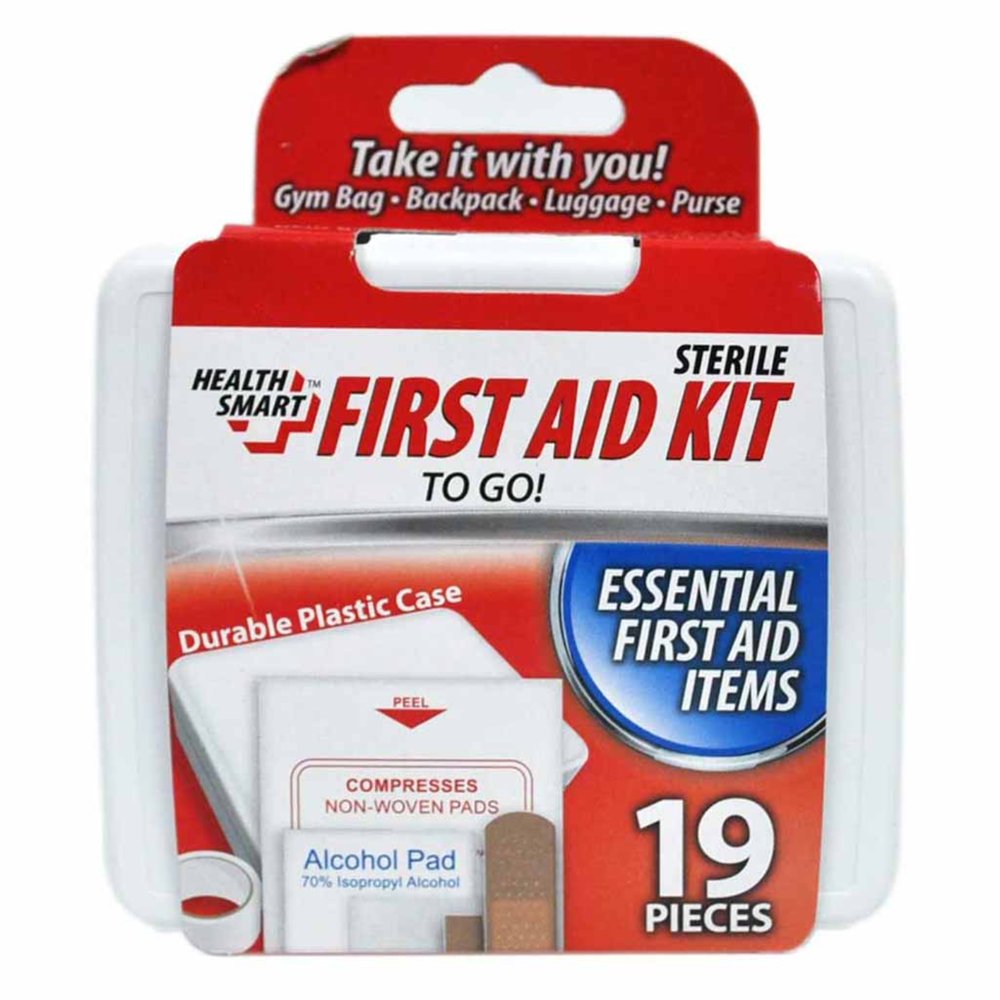 Take it with you!
Gym Bag • Backpack • Luggage • Purse
STERILE
HEALTH
SMART™
FIRST AID KIT
TO GO!
Durable Plastic Case
ESSENTIAL
FIRST AID
ITEMS
PEEL
COMPRESSES
NON-WOVEN PADS
Alcohol Pad
70% Isopropyl Alcohol
19
PIECES